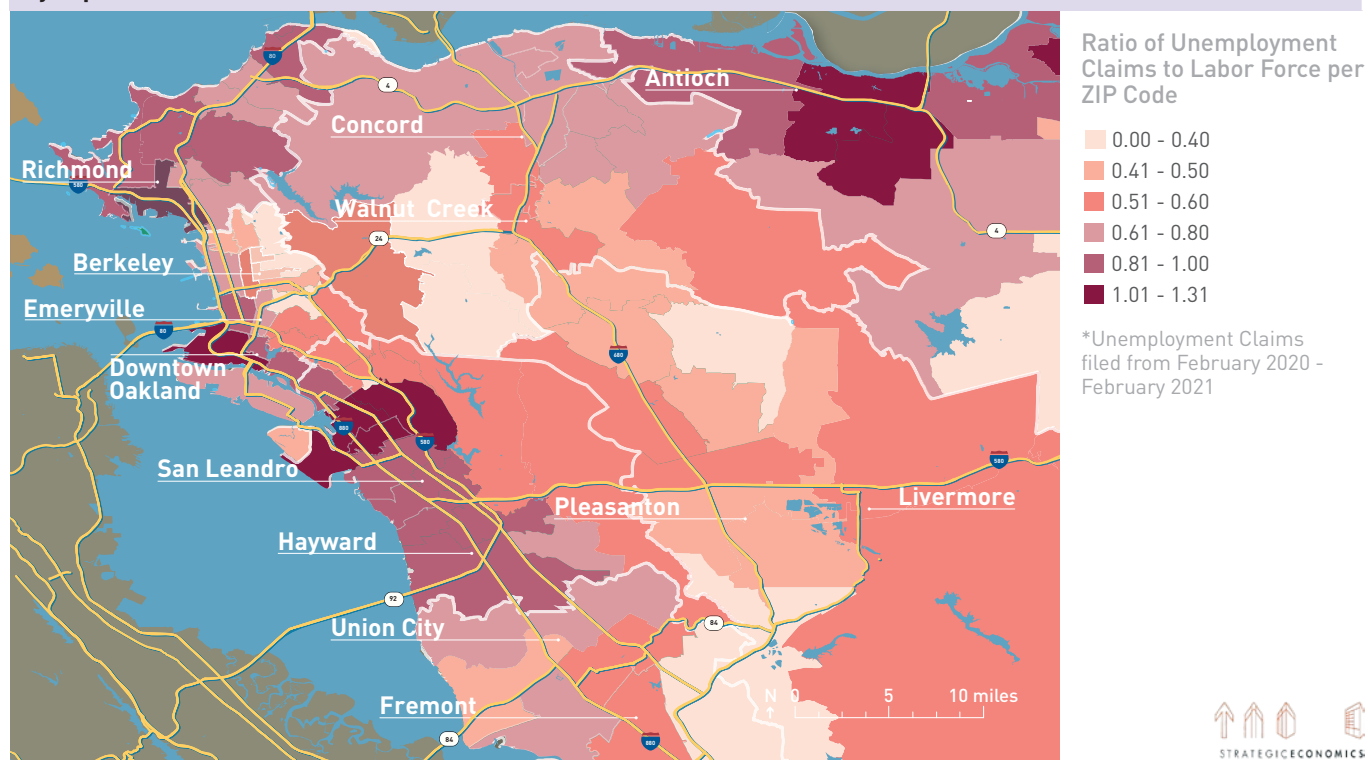 Ratio of Unemployment
Claims to Labor Force per
ZIP Code
0.00 - 0.40
0.41 - 0.50
0.51 - 0.60
0.61 - 0.80
0.81 - 1.00
1.01 - 1.31
*Unemployment Claims
filed from February 2020 -
February 2021
80
4
Antioch
Concord
Richmond
580
Walnut Creek
24
4
Berkeley
Emeryville
80
680
Downtown
Oakland
880
580
San Leandro
580
Pleasanton
Livermore
Hayward
92
Union City
84
N 0 5 10 miles
Fremont
84
880
STRATEGICECONOMICS